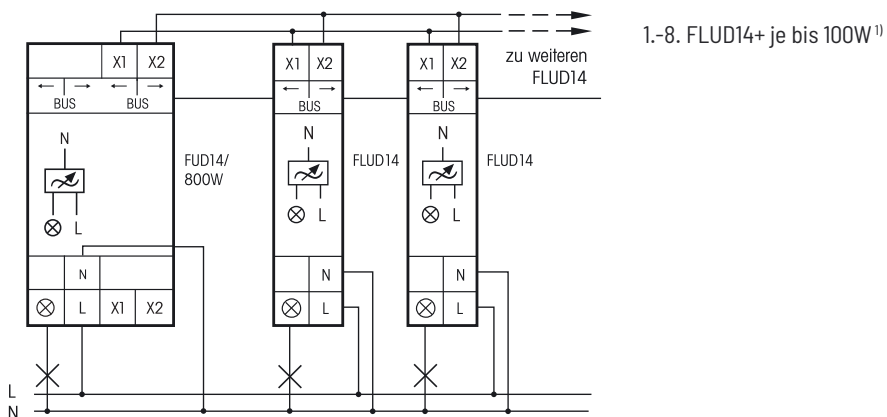 1.-8. FLUD14+ je bis 100W 1)
X1 X2 X1 X2 X1 X2
zu weiteren
FLUD14
BUS BUS BUS BUS
N N N
FUD14/
800W
FLUD14 FLUD14
L L L
N N N
L X1 X2 L L
L
N